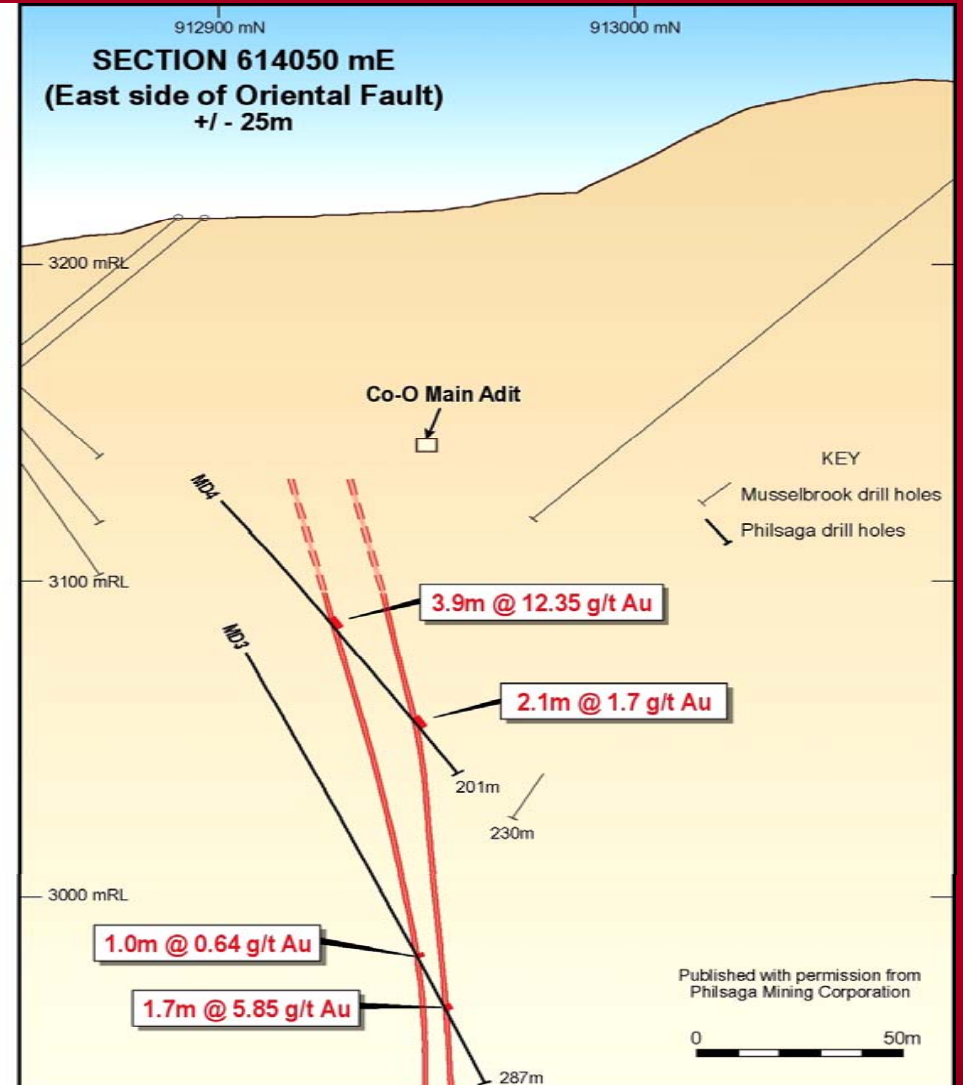 912900 mN
913000 mN
SECTION 614050 mE
(East side of Oriental Fault)
+/ - 25m
3200 mRL
Co-O Main Adit
KEY
Musselbrook drill holes
Philsaga drill holes
MD4
3100 mRL
3.9m @ 12.35 g/t Au
MD3
2.1m @ 1.7 g/t Au
201m
230m
3000 mRL
1.0m @ 0.64 g/t Au
1.7m @ 5.85 g/t Au
Published with permission from
Philsaga Mining Corporation
0
50m
287m